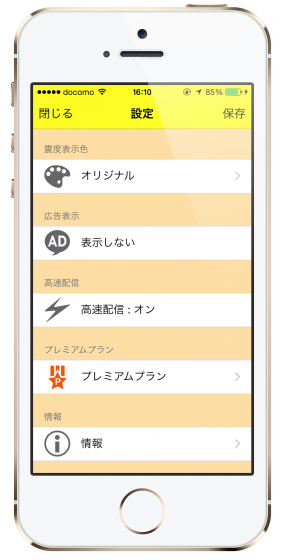 docomo 16:10 85%
閉じる 設定 保存
震度表示色
オリジナル
広告表示
AD 表示しない
高速配信
高速配信 : オン
プレミアムプラン
W P プレミアムプラン
情報
情報